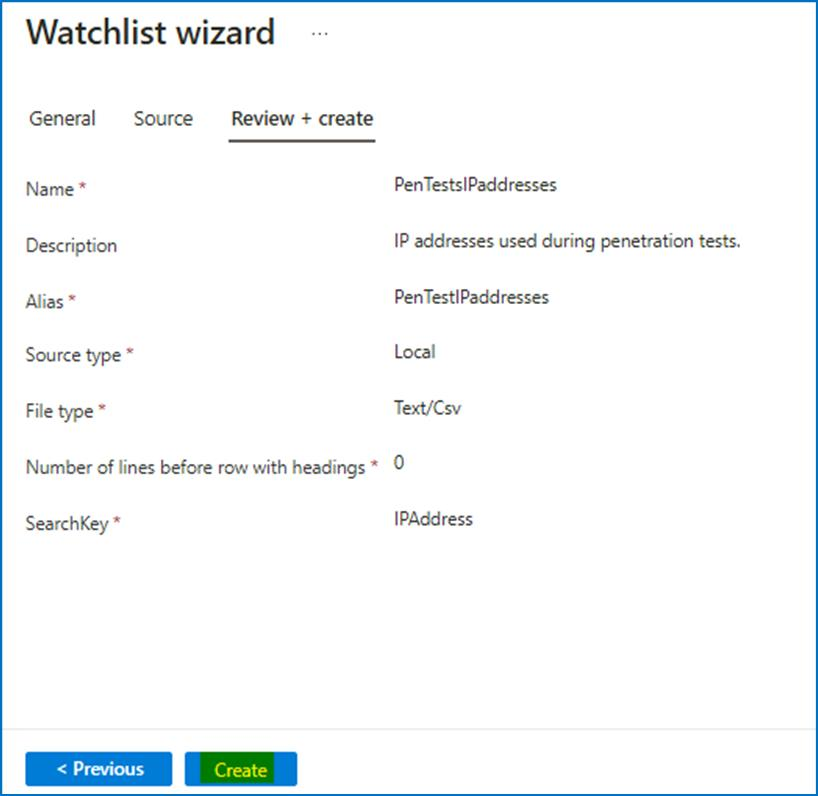 Watchlist wizard ...
General Source Review + create
Name * PenTestsIPaddresses
Description IP addresses used during penetration tests.
Alias * PenTestIPaddresses
Source type * Local
File type * Text/Csv
Number of lines before row with headings * 0
SearchKey * IPAddress
< Previous Create